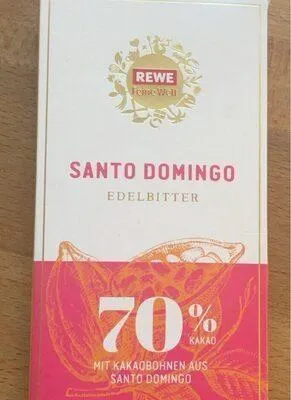 REWE
Feine Welt
SANTO DOMINGO
EDELBITTER
70%
KAKAO
MIT KAKAOBOHNEN AUS
SANTO DOMINGO